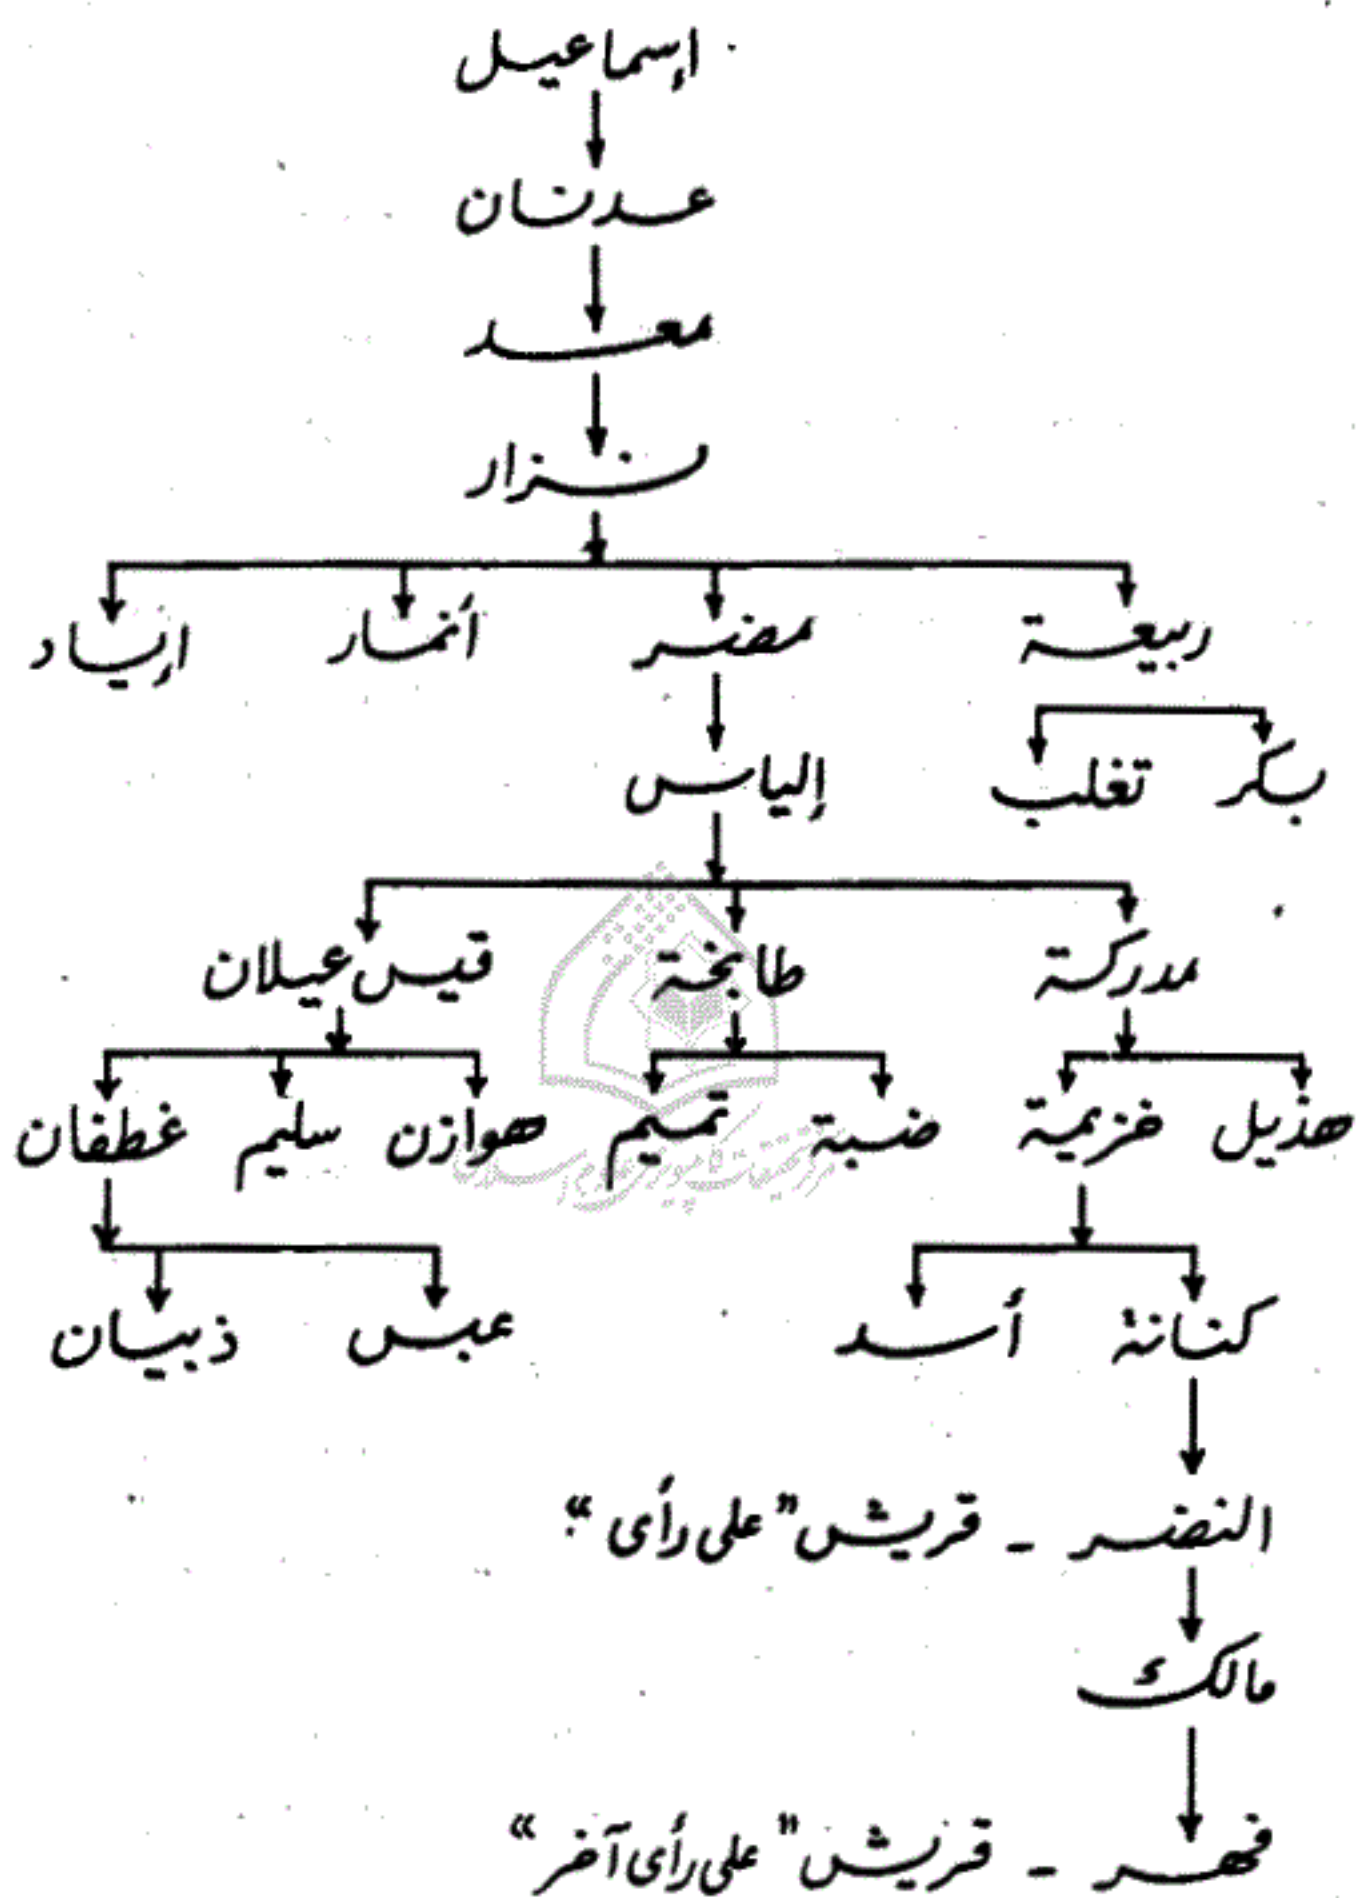 إسماعيل
عدنان
معد
نزار
ربيعة مضر أنمار إياد
بكر تغلب إلياس
مدركة طابخة قيس عيلان
هذيل خزيمة ضبة تميم هوازن سليم غطفان
كنانة أسد عبس ذبيان
النضر - قريش "على رأى"
مالك
فهر - قريش "على رأى آخر"